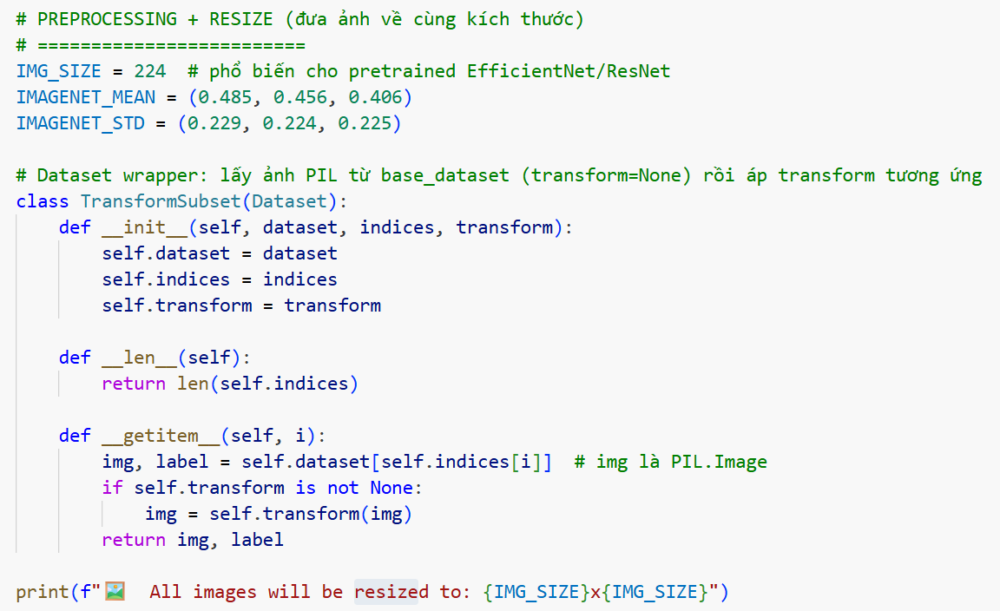 # PREPROCESSING + RESIZE (đưa ảnh về cùng kích thước)
# =========================
IMG_SIZE = 224  # phổ biến cho pretrained EfficientNet/ResNet
IMAGENET_MEAN = (0.485, 0.456, 0.406)
IMAGENET_STD = (0.229, 0.224, 0.225)

# Dataset wrapper: lấy ảnh PIL từ base_dataset (transform=None) rồi áp transform tương ứng
class TransformSubset(Dataset):
    def __init__(self, dataset, indices, transform):
        self.dataset = dataset
        self.indices = indices
        self.transform = transform

    def __len__(self):
        return len(self.indices)

    def __getitem__(self, i):
        img, label = self.dataset[self.indices[i]]  # img là PIL.Image
        if self.transform is not None:
            img = self.transform(img)
        return img, label

print(f"🖼️  All images will be resized to: {IMG_SIZE}x{IMG_SIZE}")